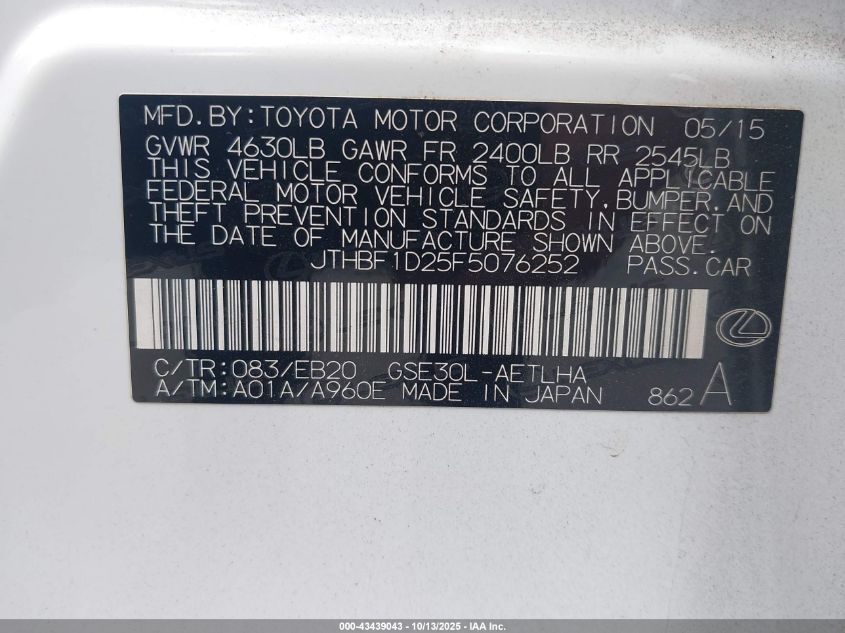 MFD.BY:TOYOTA MOTOR CORPORATION 05/15
GVWR 4630LB GAWR FR 2400LB RR 2545LB
THIS VEHICLE CONFORMS TO ALL APPLICABLE
FEDERAL MOTOR VEHICLE SAFETY,BUMPER,AND
THEFT PREVENTION STANDARDS IN EFFECT ON
THE DATE OF MANUFACTURE SHOWN ABOVE.
JTHBF1D25F5076252 PASS.CAR
C/TR:083/EB20 GSE30L-AETLHA
A/TM:A01A/A960E MADE IN JAPAN 862A
000-43439043 | 10/13/2025 | IAA Inc.